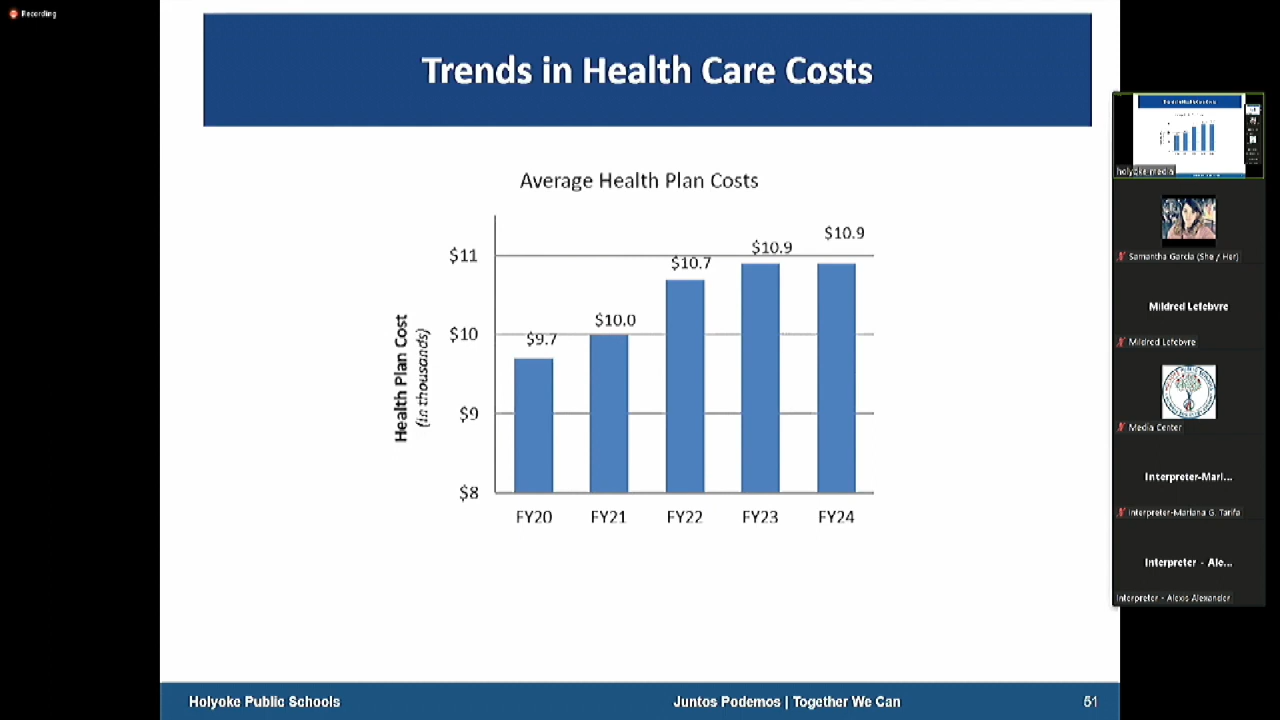 Recording
Trends in Health Care Costs
Average Health Plan Costs
Health Plan Cost
(in thousands)
$11
$10
$9
$8
$9.7
$10.0
$10.7
$10.9
$10.9
FY20
FY21
FY22
FY23
FY24
Holyoke Public Schools
Juntos Podemos | Together We Can
51
holyoke media
Samantha Garcia (She / Her)
Mildred Lefebvre
Mildred Lefebvre
Media Center
Interpreter-Mari...
Interpreter-Mariana G. Tarifa
Interpreter - Ale...
Interpreter - Alexis Alexander